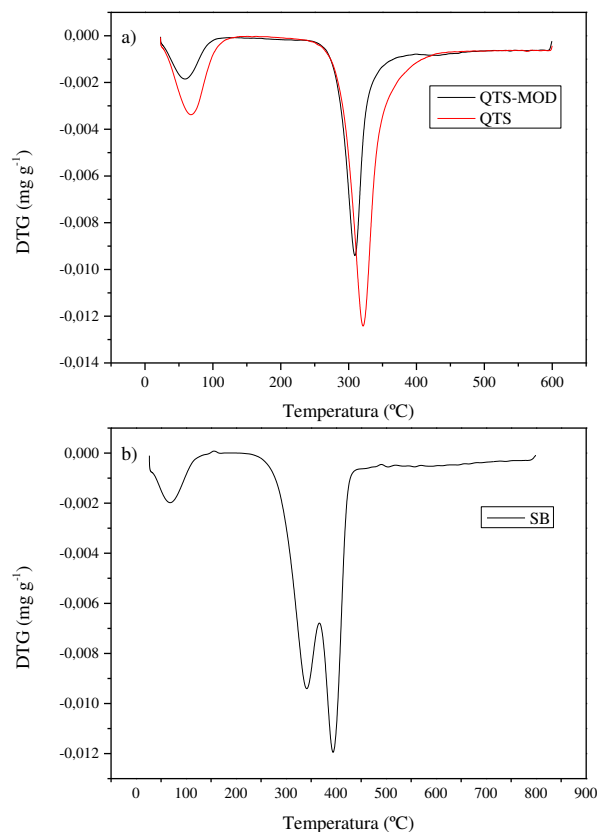 a)
0,000
-0,002
-0,004
-0,006
-0,008
-0,010
-0,012
-0,014
DTG (mg g⁻¹)
QTS-MOD
QTS
0 100 200 300 400 500 600
Temperatura (ºC)
b)
0,000
-0,002
-0,004
-0,006
-0,008
-0,010
-0,012
DTG (mg g⁻¹)
SB
0 100 200 300 400 500 600 700 800 900
Temperatura (ºC)